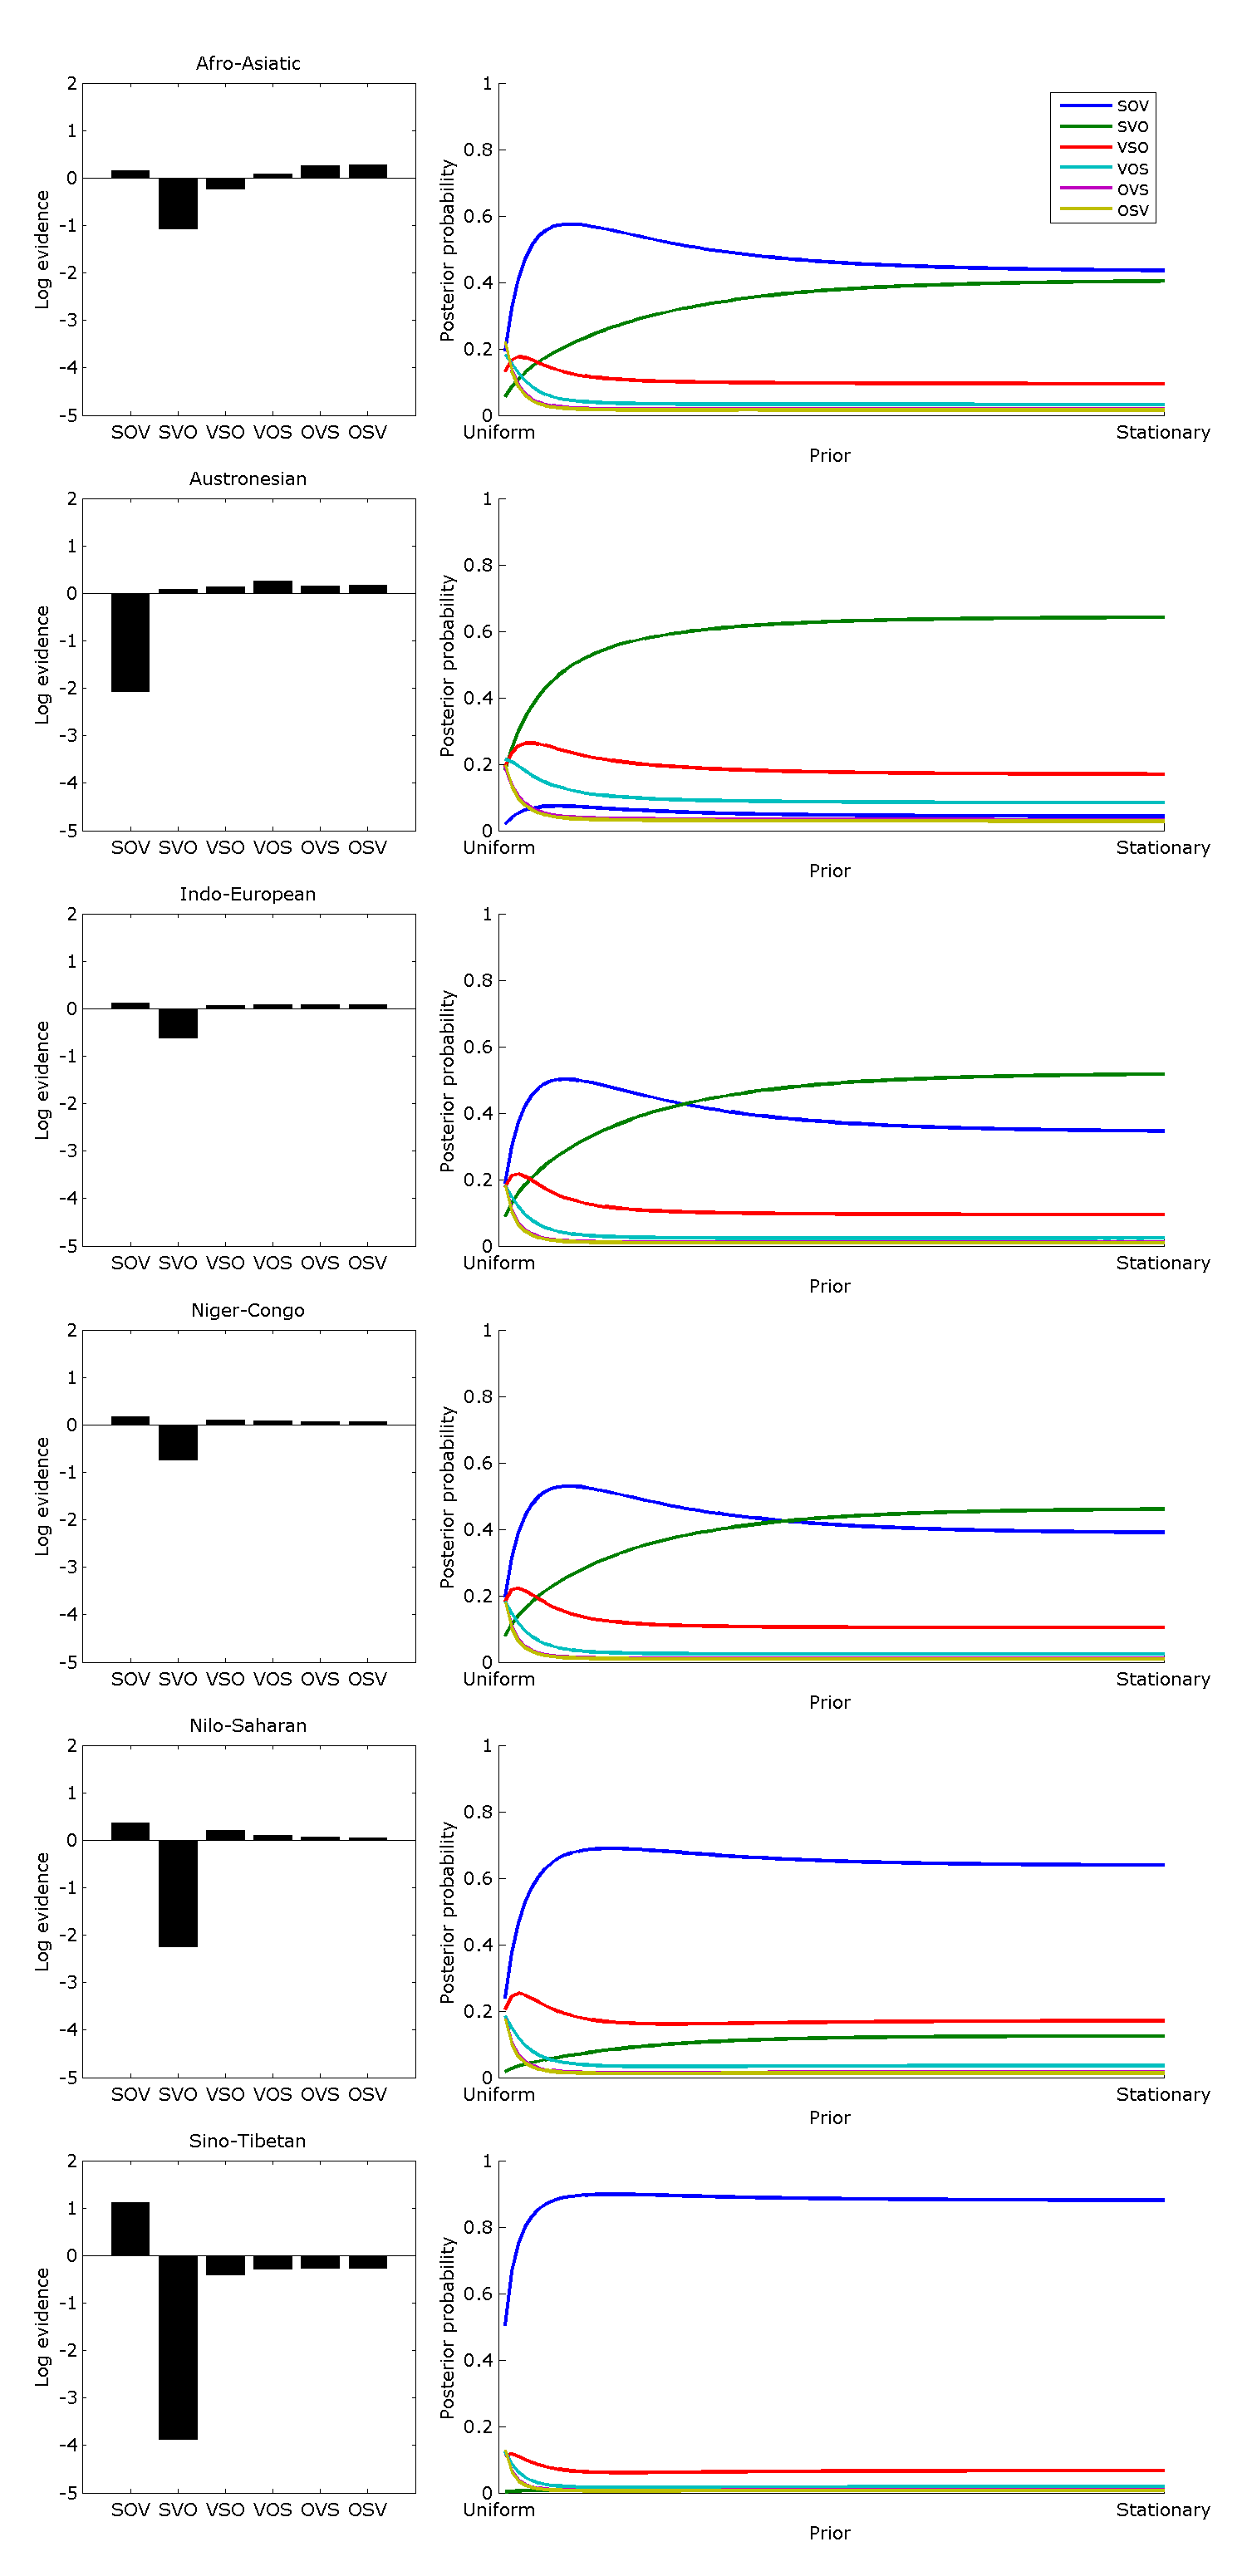 Afro-Asiatic
2
1
0
-1
-2
-3
-4
-5
Log evidence
SOV SVO VSO VOS OVS OSV
1
0.8
0.6
0.4
0.2
0
Posterior probability
Uniform
Stationary
Prior
SOV
SVO
VSO
VOS
OVS
OSV
Austronesian
2
1
0
-1
-2
-3
-4
-5
Log evidence
SOV SVO VSO VOS OVS OSV
1
0.8
0.6
0.4
0.2
0
Posterior probability
Uniform
Stationary
Prior
Indo-European
2
1
0
-1
-2
-3
-4
-5
Log evidence
SOV SVO VSO VOS OVS OSV
1
0.8
0.6
0.4
0.2
0
Posterior probability
Uniform
Stationary
Prior
Niger-Congo
2
1
0
-1
-2
-3
-4
-5
Log evidence
SOV SVO VSO VOS OVS OSV
1
0.8
0.6
0.4
0.2
0
Posterior probability
Uniform
Stationary
Prior
Nilo-Saharan
2
1
0
-1
-2
-3
-4
-5
Log evidence
SOV SVO VSO VOS OVS OSV
1
0.8
0.6
0.4
0.2
0
Posterior probability
Uniform
Stationary
Prior
Sino-Tibetan
2
1
0
-1
-2
-3
-4
-5
Log evidence
SOV SVO VSO VOS OVS OSV
1
0.8
0.6
0.4
0.2
0
Posterior probability
Uniform
Stationary
Prior